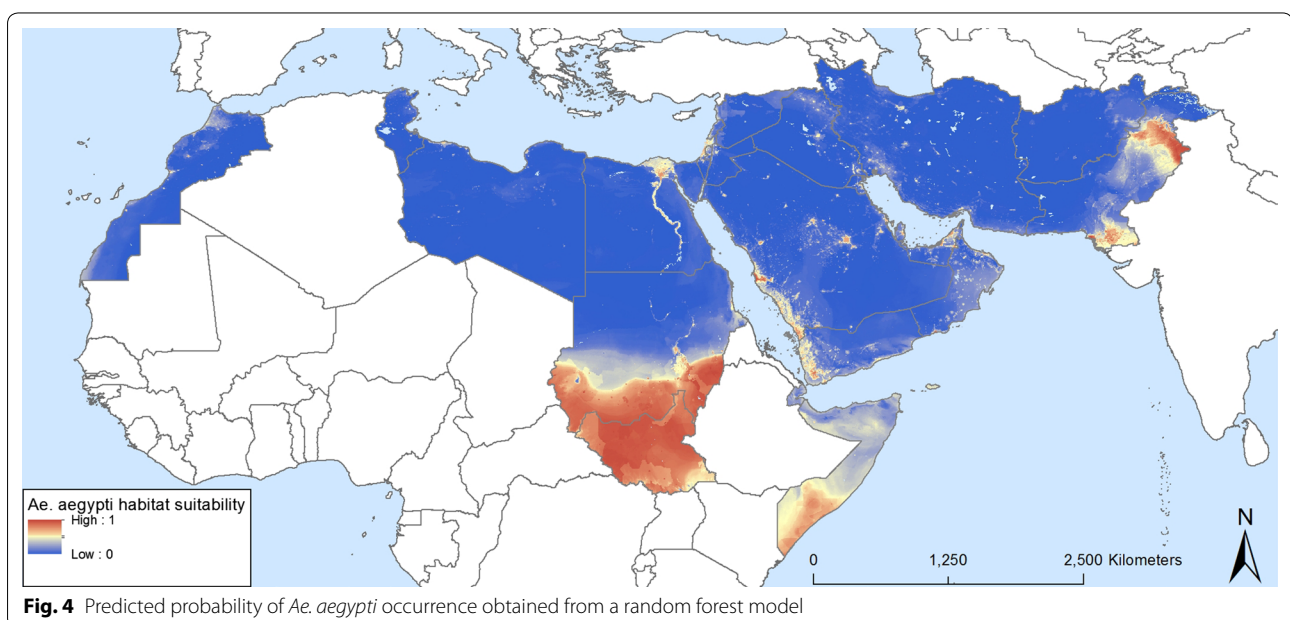 Ae. aegypti habitat suitability
High : 1
Low : 0
N
0 1,250 2,500 Kilometers
Fig. 4 Predicted probability of Ae. aegypti occurrence obtained from a random forest model